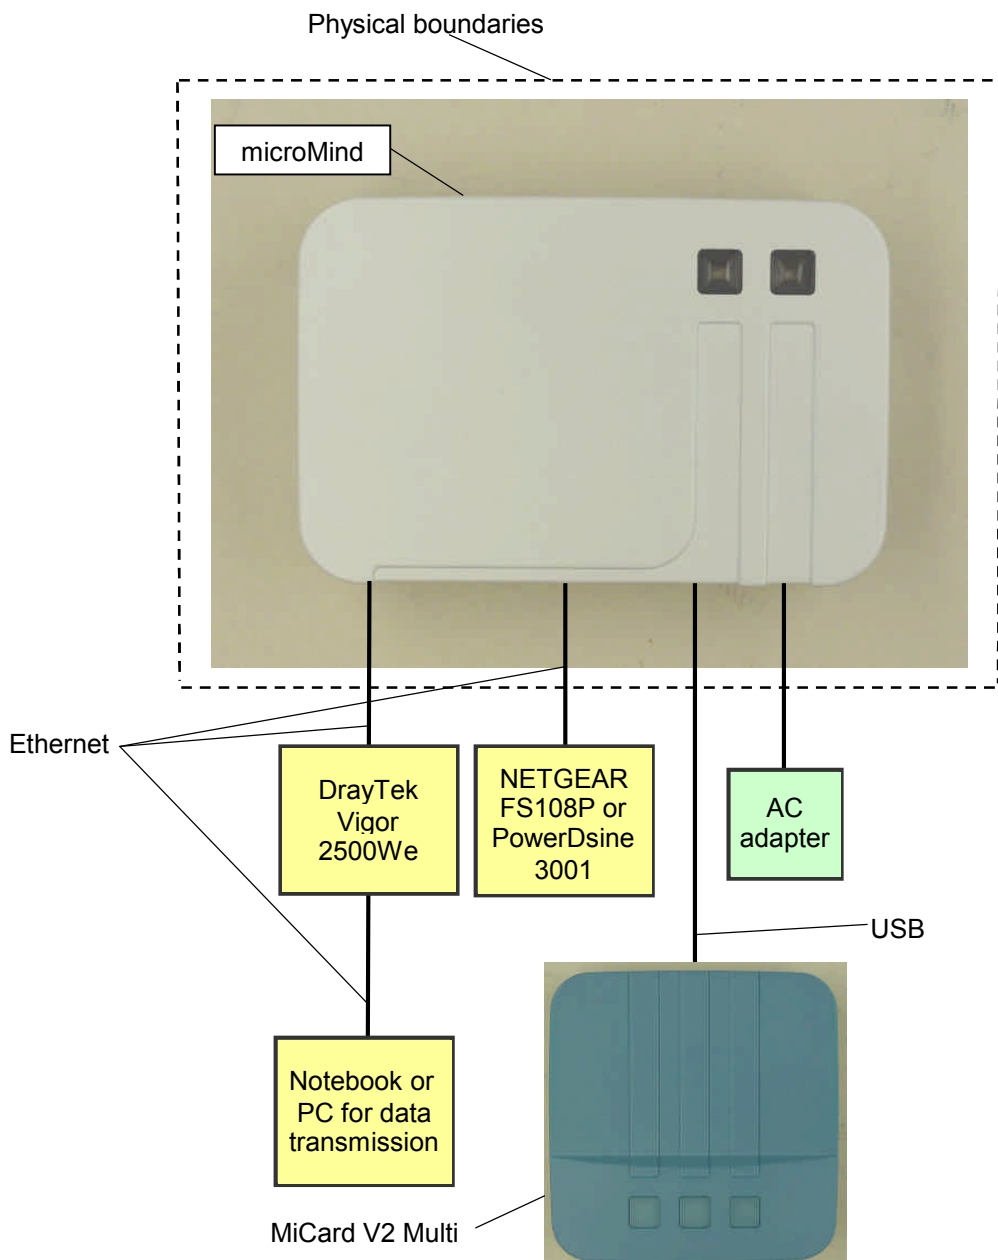 Physical boundaries
microMind
Ethernet
DrayTek
Vigor
2500We
NETGEAR
FS108P or
PowerDsine
3001
AC
adapter
USB
Notebook or
PC for data
transmission
MiCard V2 Multi